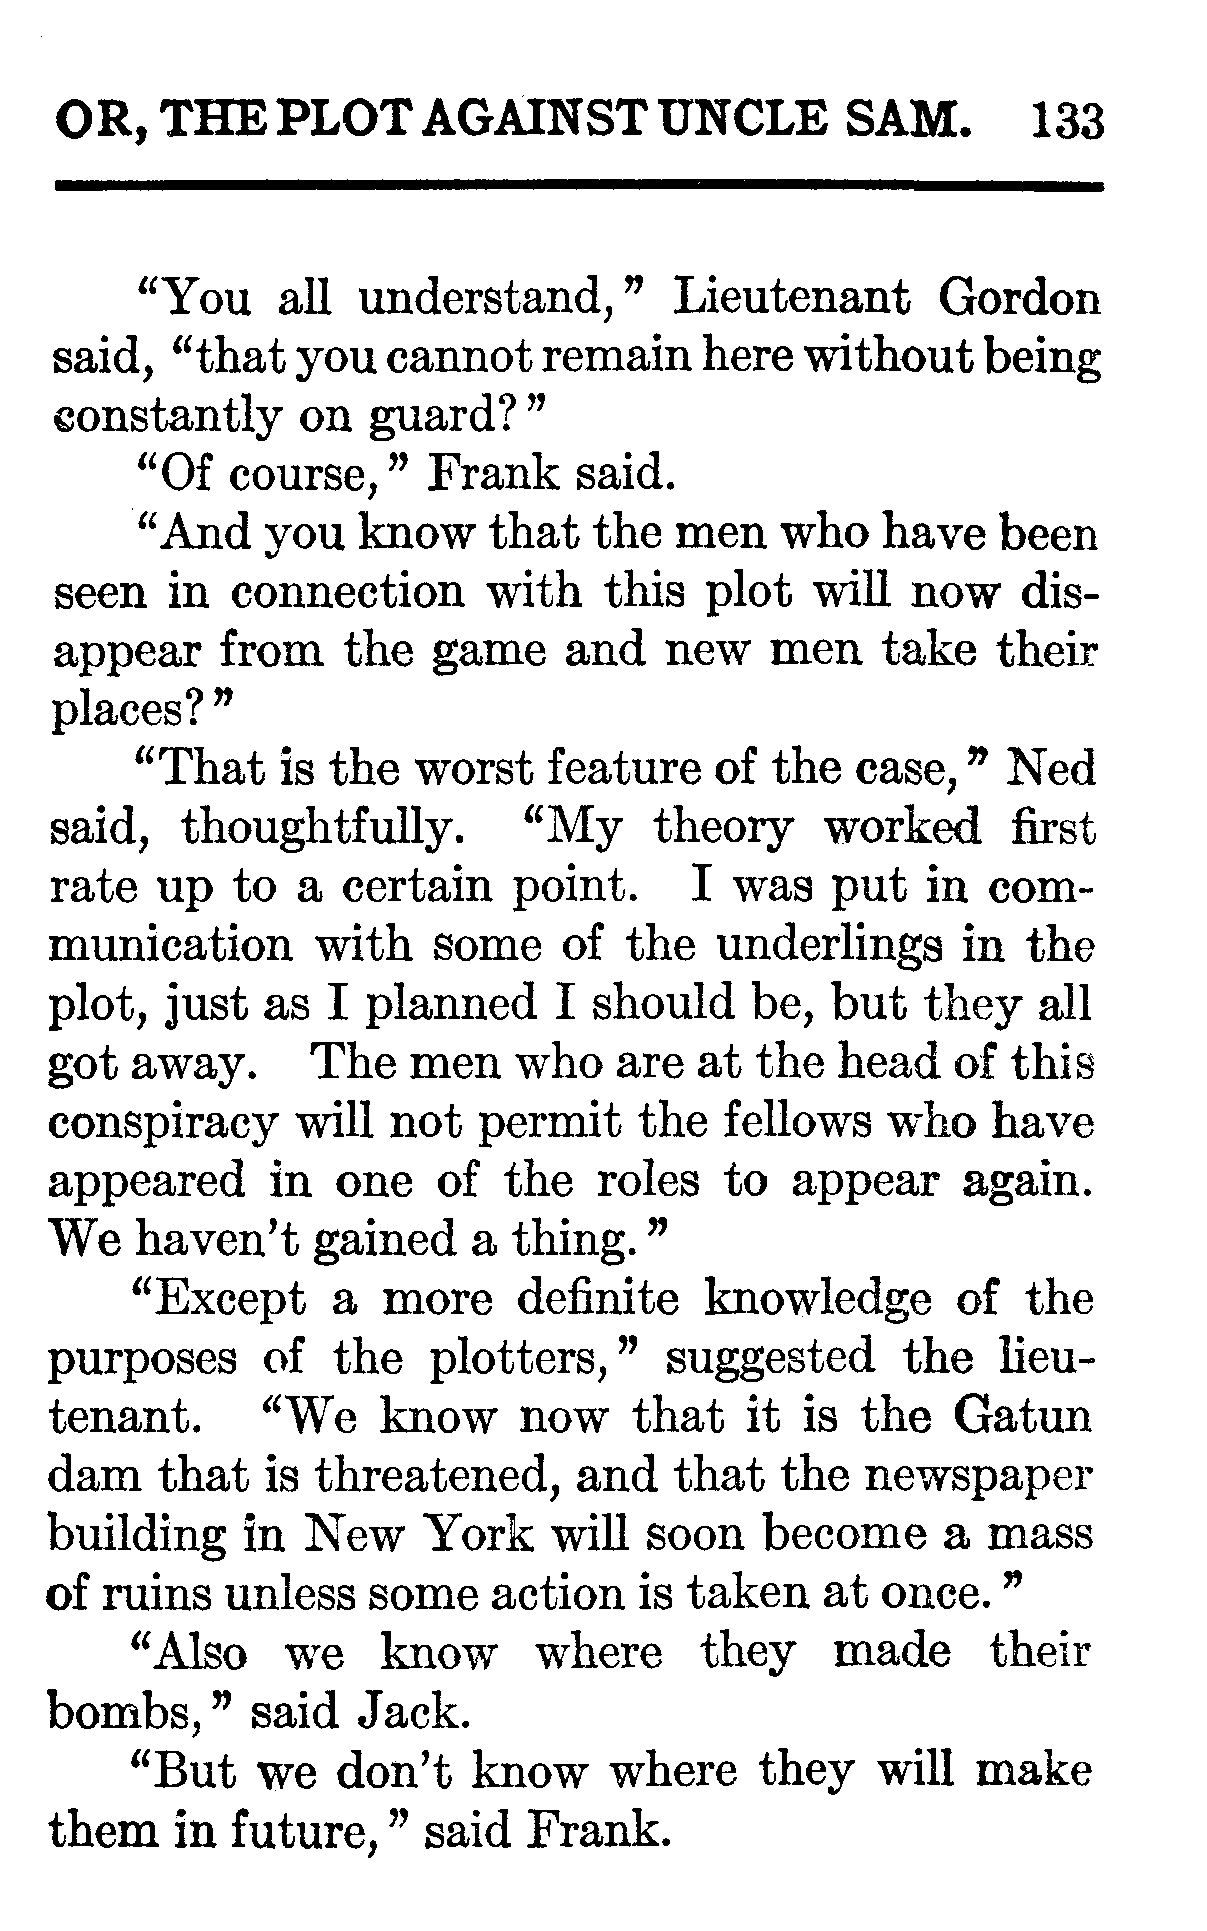 OR, THE PLOT AGAINST UNCLE SAM. 133
“You all understand,” Lieutenant Gordon
said, “that you cannot remain here without being
constantly on guard?”
“Of course,” Frank said.
“And you know that the men who have been
seen in connection with this plot will now dis-
appear from the game and new men take their
places?”
“That is the worst feature of the case,” Ned
said, thoughtfully. “My theory worked first
rate up to a certain point. I was put in com-
munication with some of the underlings in the
plot, just as I planned I should be, but they all
got away. The men who are at the head of this
conspiracy will not permit the fellows who have
appeared in one of the roles to appear again.
We haven’t gained a thing.”
“Except a more definite knowledge of the
purposes of the plotters,” suggested the lieu-
tenant. “We know now that it is the Gatun
dam that is threatened, and that the newspaper
building in New York will soon become a mass
of ruins unless some action is taken at once.”
“Also we know where they made their
bombs,” said Jack.
“But we don’t know where they will make
them in future,” said Frank.